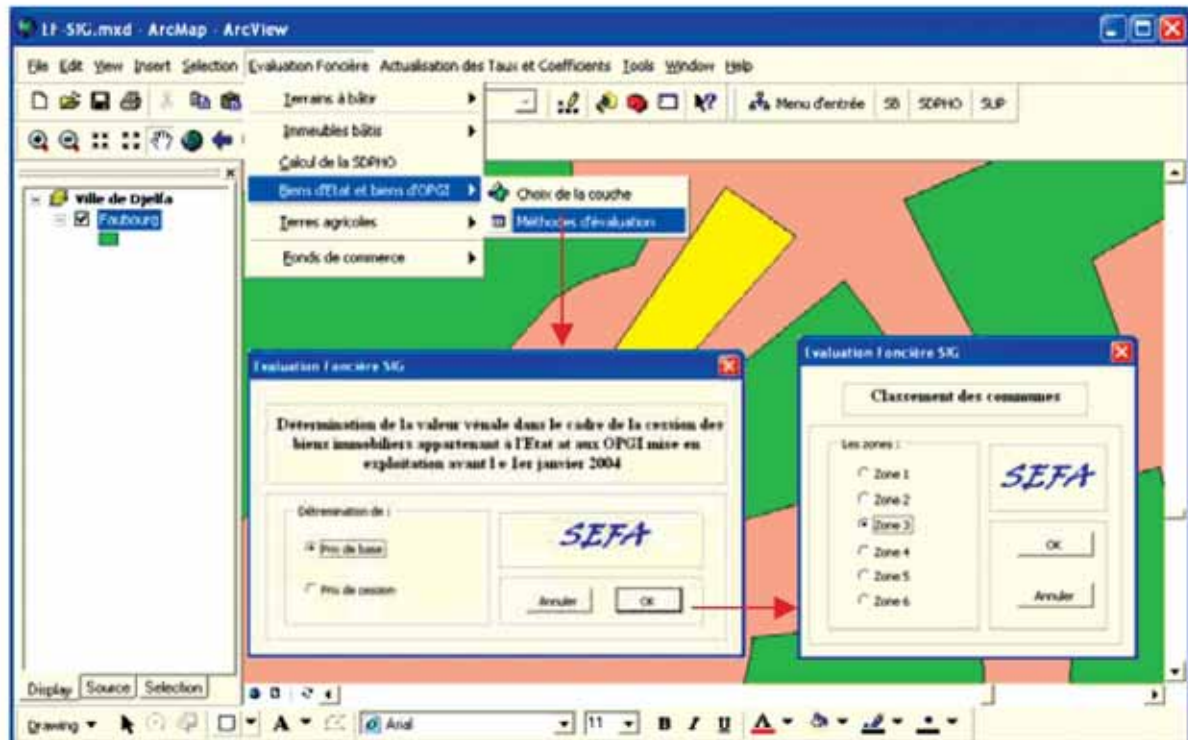 EF-SIG.mxd - ArcMap - ArcView
File Edit View Insert Selection Evaluation Foncière Actualisation des Taux et Coefficients Tools Window Help
Terrains à bâtir
Immeubles bâtis
Calcul de la SDPHO
Biens d'Etat et biens d'OPGI
Terres agricoles
Fonds de commerce
Menu d'entrée SB SDPHO SUP
Choix de la couche
Méthodes d'évaluation
Ville de Djelfa
Faubourg
Evaluation Foncière SIG
Détermination de la valeur vénale dans le cadre de la cession des
biens immobiliers appartenant à l'Etat at aux OPGI mise en
exploitation avant l e 1er janvier 2004
Détremination de :
Prix de base
Prix de cession
SEFA
Annuler OK
Evaluation Foncière SIG
Classement des communes
Les zones :
Zone 1
Zone 2
Zone 3
Zone 4
Zone 5
Zone 6
SEFA
OK
Annuler
Display Source Selection
Drawing A Arial 11 B I U A